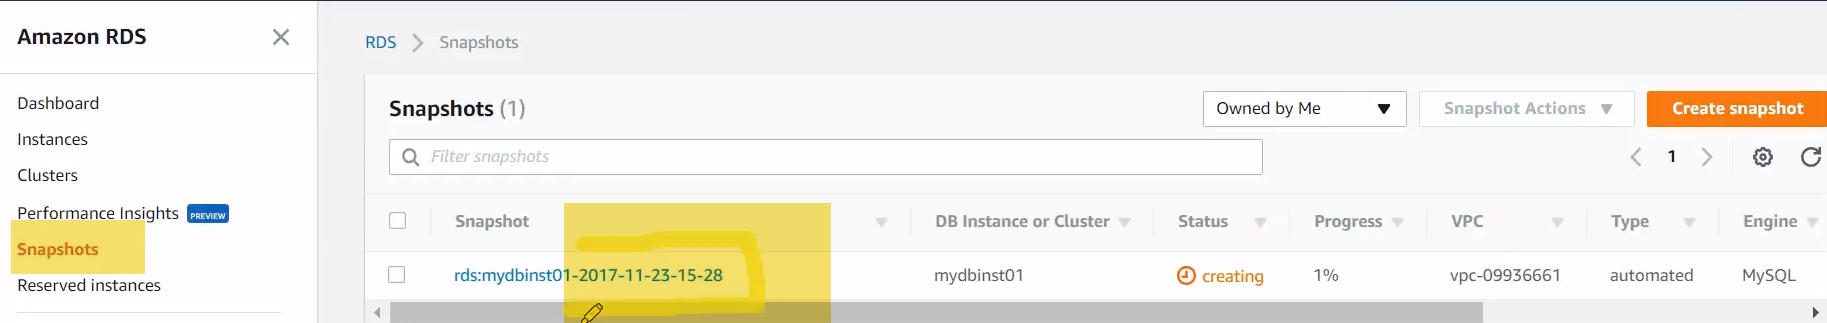 Amazon RDS
Dashboard
Instances
Clusters
Performance Insights PREVIEW
Snapshots
Reserved instances
RDS > Snapshots
Snapshots (1)
Owned by Me
Snapshot Actions
Create snapshot
Filter snapshots
1
Snapshot DB Instance or Cluster Status Progress VPC Type Engine
rds:mydbinst01-2017-11-23-15-28 mydbinst01 creating 1% vpc-09936661 automated MySQL